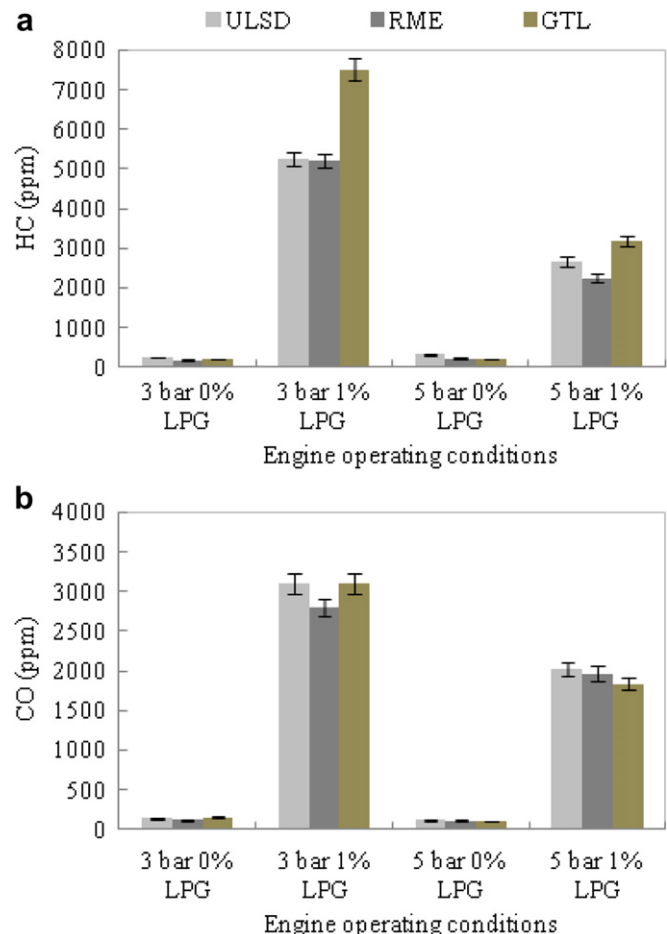 a
ULSD RME GTL
8000
7000
6000
5000
4000
3000
2000
1000
0
HC (ppm)
3 bar 0% 3 bar 1% 5 bar 0% 5 bar 1%
LPG LPG LPG LPG
Engine operating conditions
b
4000
3500
3000
2500
2000
1500
1000
500
0
CO (ppm)
3 bar 0% 3 bar 1% 5 bar 0% 5 bar 1%
LPG LPG LPG LPG
Engine operating conditions